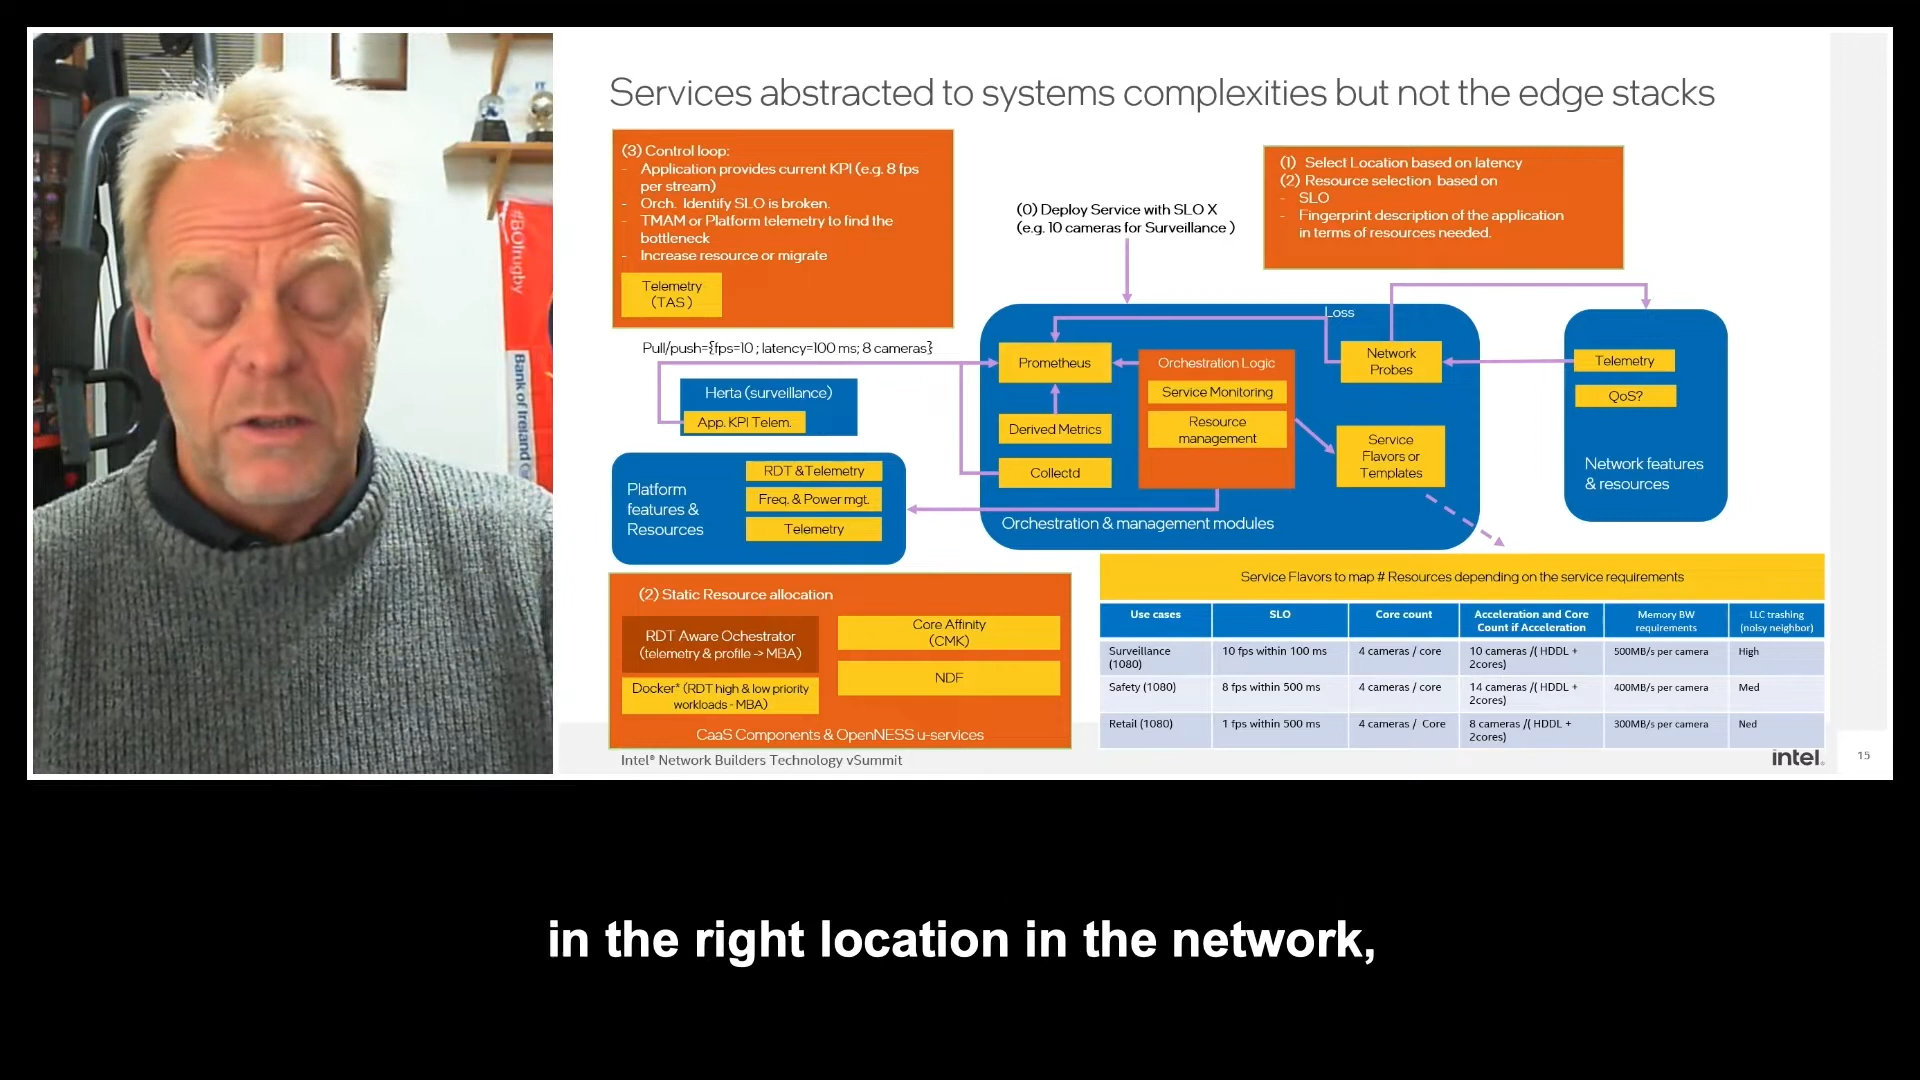 Services abstracted to systems complexities but not the edge stacks
(3) Control loop:
- Application provides current KPI (e.g. 8 fps
per stream)
- Orch. Identify SLO is broken.
- TMAM or Platform telemetry to find the
bottleneck
- Increase resource or migrate
Telemetry
(TAS )
(0) Deploy Service with SLO X
(e.g. 10 cameras for Surveillance )
(1) Select Location based on latency
(2) Resource selection based on
- SLO
- Fingerprint description of the application
in terms of resources needed.
Pull/push={fps=10 ; latency=100 ms; 8 cameras}
Herta (surveillance)
App. KPI Telem.
Platform
features &
Resources
RDT & Telemetry
Freq. & Power mgt.
Telemetry
Loss
Prometheus
Derived Metrics
Collectd
Orchestration Logic
Service Monitoring
Resource
management
Network
Probes
Service
Flavors or
Templates
Orchestration & management modules
Telemetry
QoS?
Network features
& resources
(2) Static Resource allocation
RDT Aware Ochestrator
(telemetry & profile -> MBA)
Docker* (RDT high & low priority
workloads - MBA)
Core Affinity
(CMK)
NDF
CaaS Components & OpenNESS u-services
Service Flavors to map # Resources depending on the service requirements
Use cases SLO Core count Acceleration and Core Count if Acceleration Memory BW requirements LLC trashing (noisy neighbor)
Surveillance (1080) 10 fps within 100 ms 4 cameras / core 10 cameras /( HDDL + 2cores) 500MB/s per camera High
Safety (1080) 8 fps within 500 ms 4 cameras / core 14 cameras /( HDDL + 2cores) 400MB/s per camera Med
Retail (1080) 1 fps within 500 ms 4 cameras / Core 8 cameras /( HDDL + 2cores) 300MB/s per camera Ned
Intel® Network Builders Technology vSummit
intel.
15
#BOIrugby
Bank of Ireland
in the right location in the network,